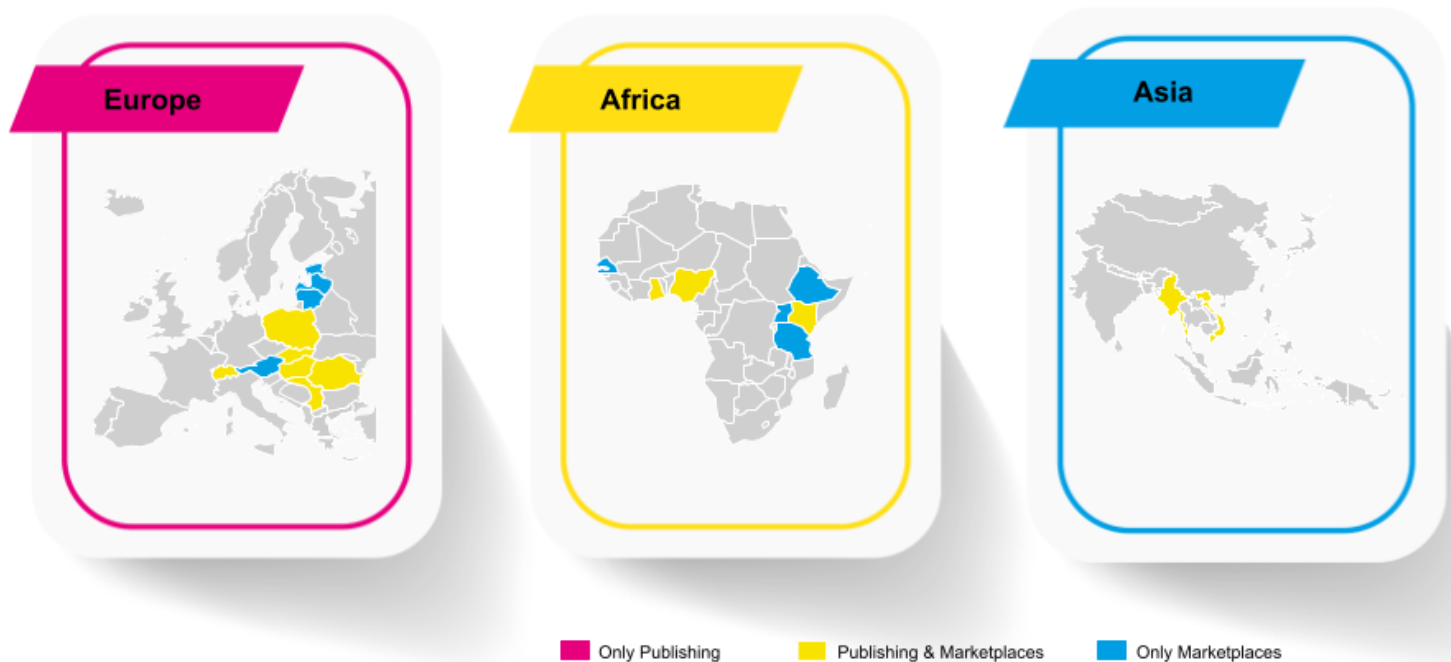 Europe
Africa
Asia
Only Publishing
Publishing & Marketplaces
Only Marketplaces